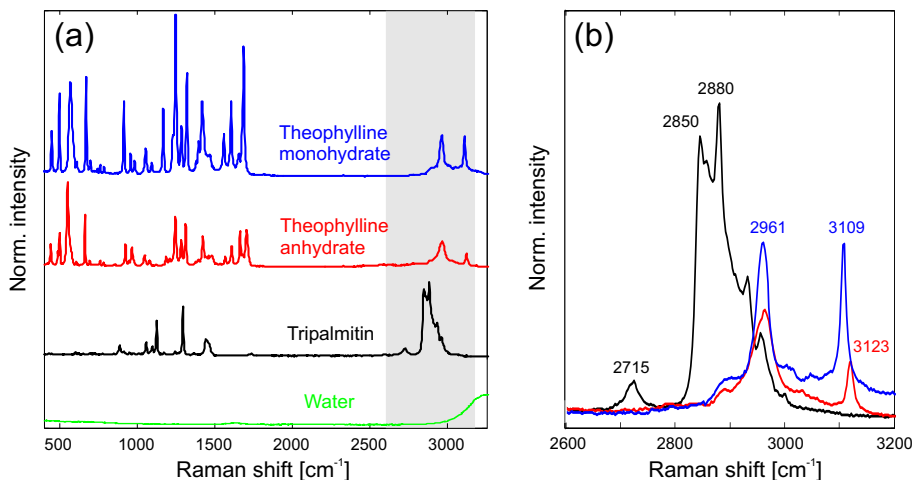 (a)
Theophylline
monohydrate
Theophylline
anhydrate
Tripalmitin
Water
Norm. intensity
500 1000 1500 2000 2500 3000
Raman shift [cm⁻¹]
(b)
2880
2850
2961
3109
3123
2715
Norm. intensity
2600 2800 3000 3200
Raman shift [cm⁻¹]